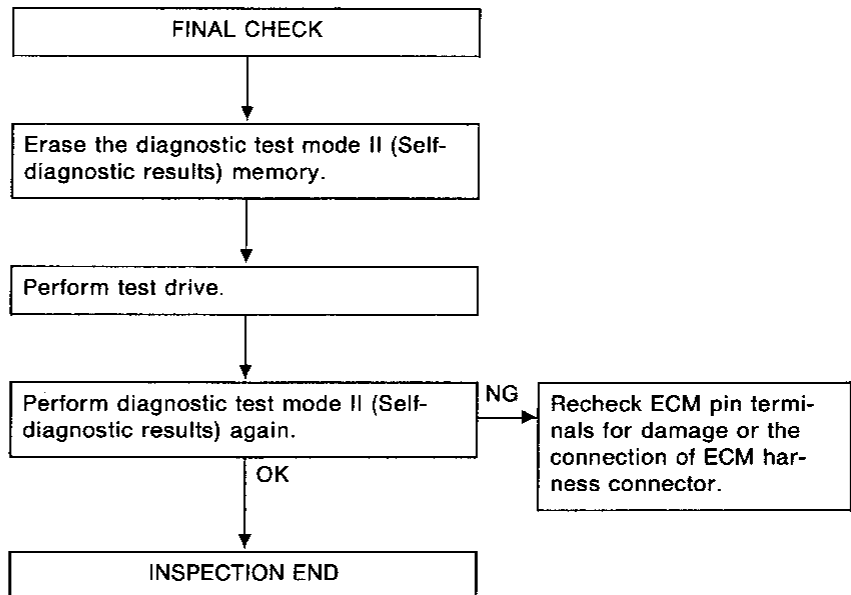 FINAL CHECK
Erase the diagnostic test mode II (Self-
diagnostic results) memory.
Perform test drive.
Perform diagnostic test mode II (Self-
diagnostic results) again.
NG
Recheck ECM pin termi-
nals for damage or the
connection of ECM har-
ness connector.
OK
INSPECTION END